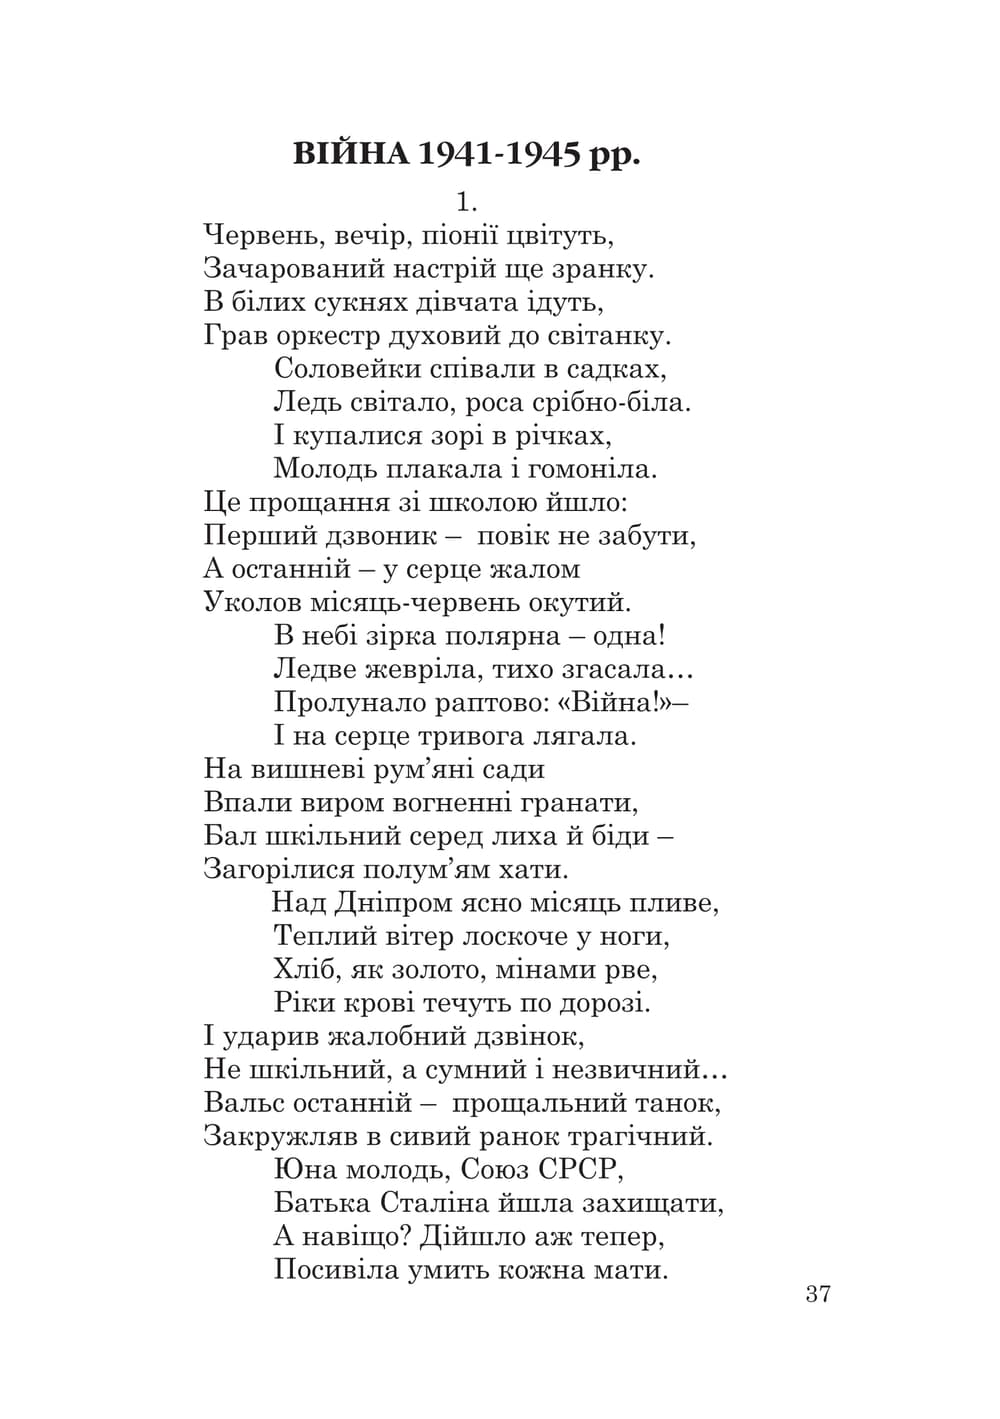 ВІЙНА 1941-1945 рр.
1.
Червень, вечір, піонії цвітуть,
Зачарований настрій ще зранку.
В білих сукнях дівчата ідуть,
Грав оркестр духовий до світанку.
Соловейки співали в садках,
Ледь світало, роса срібно-біла.
І купалися зорі в річках,
Молодь плакала і гомоніла.
Це прощання зі школою йшло:
Перший дзвоник – повік не забути,
А останній – у серце жалом
Уколов місяць-червень окутий.
В небі зірка полярна – одна!
Ледве жевріла, тихо згасала...
Пролунало раптово: «Війна!»–
І на серце тривога лягала.
На вишневі рум’яні сади
Впали виром вогненні гранати,
Бал шкільний серед лиха й біди –
Загорілися полум’ям хати.
Над Дніпром ясно місяць пливе,
Теплий вітер лоскоче у ноги,
Хліб, як золото, мінами рве,
Ріки крові течуть по дорозі.
І ударив жалобний дзвінок,
Не шкільний, а сумний і незвичний...
Вальс останній – прощальний танок,
Закружляв в сивий ранок трагічний.
Юна молодь, Союз СРСР,
Батька Сталіна йшла захищати,
А навіщо? Дійшло аж тепер,
Посивіла умить кожна мати.
37